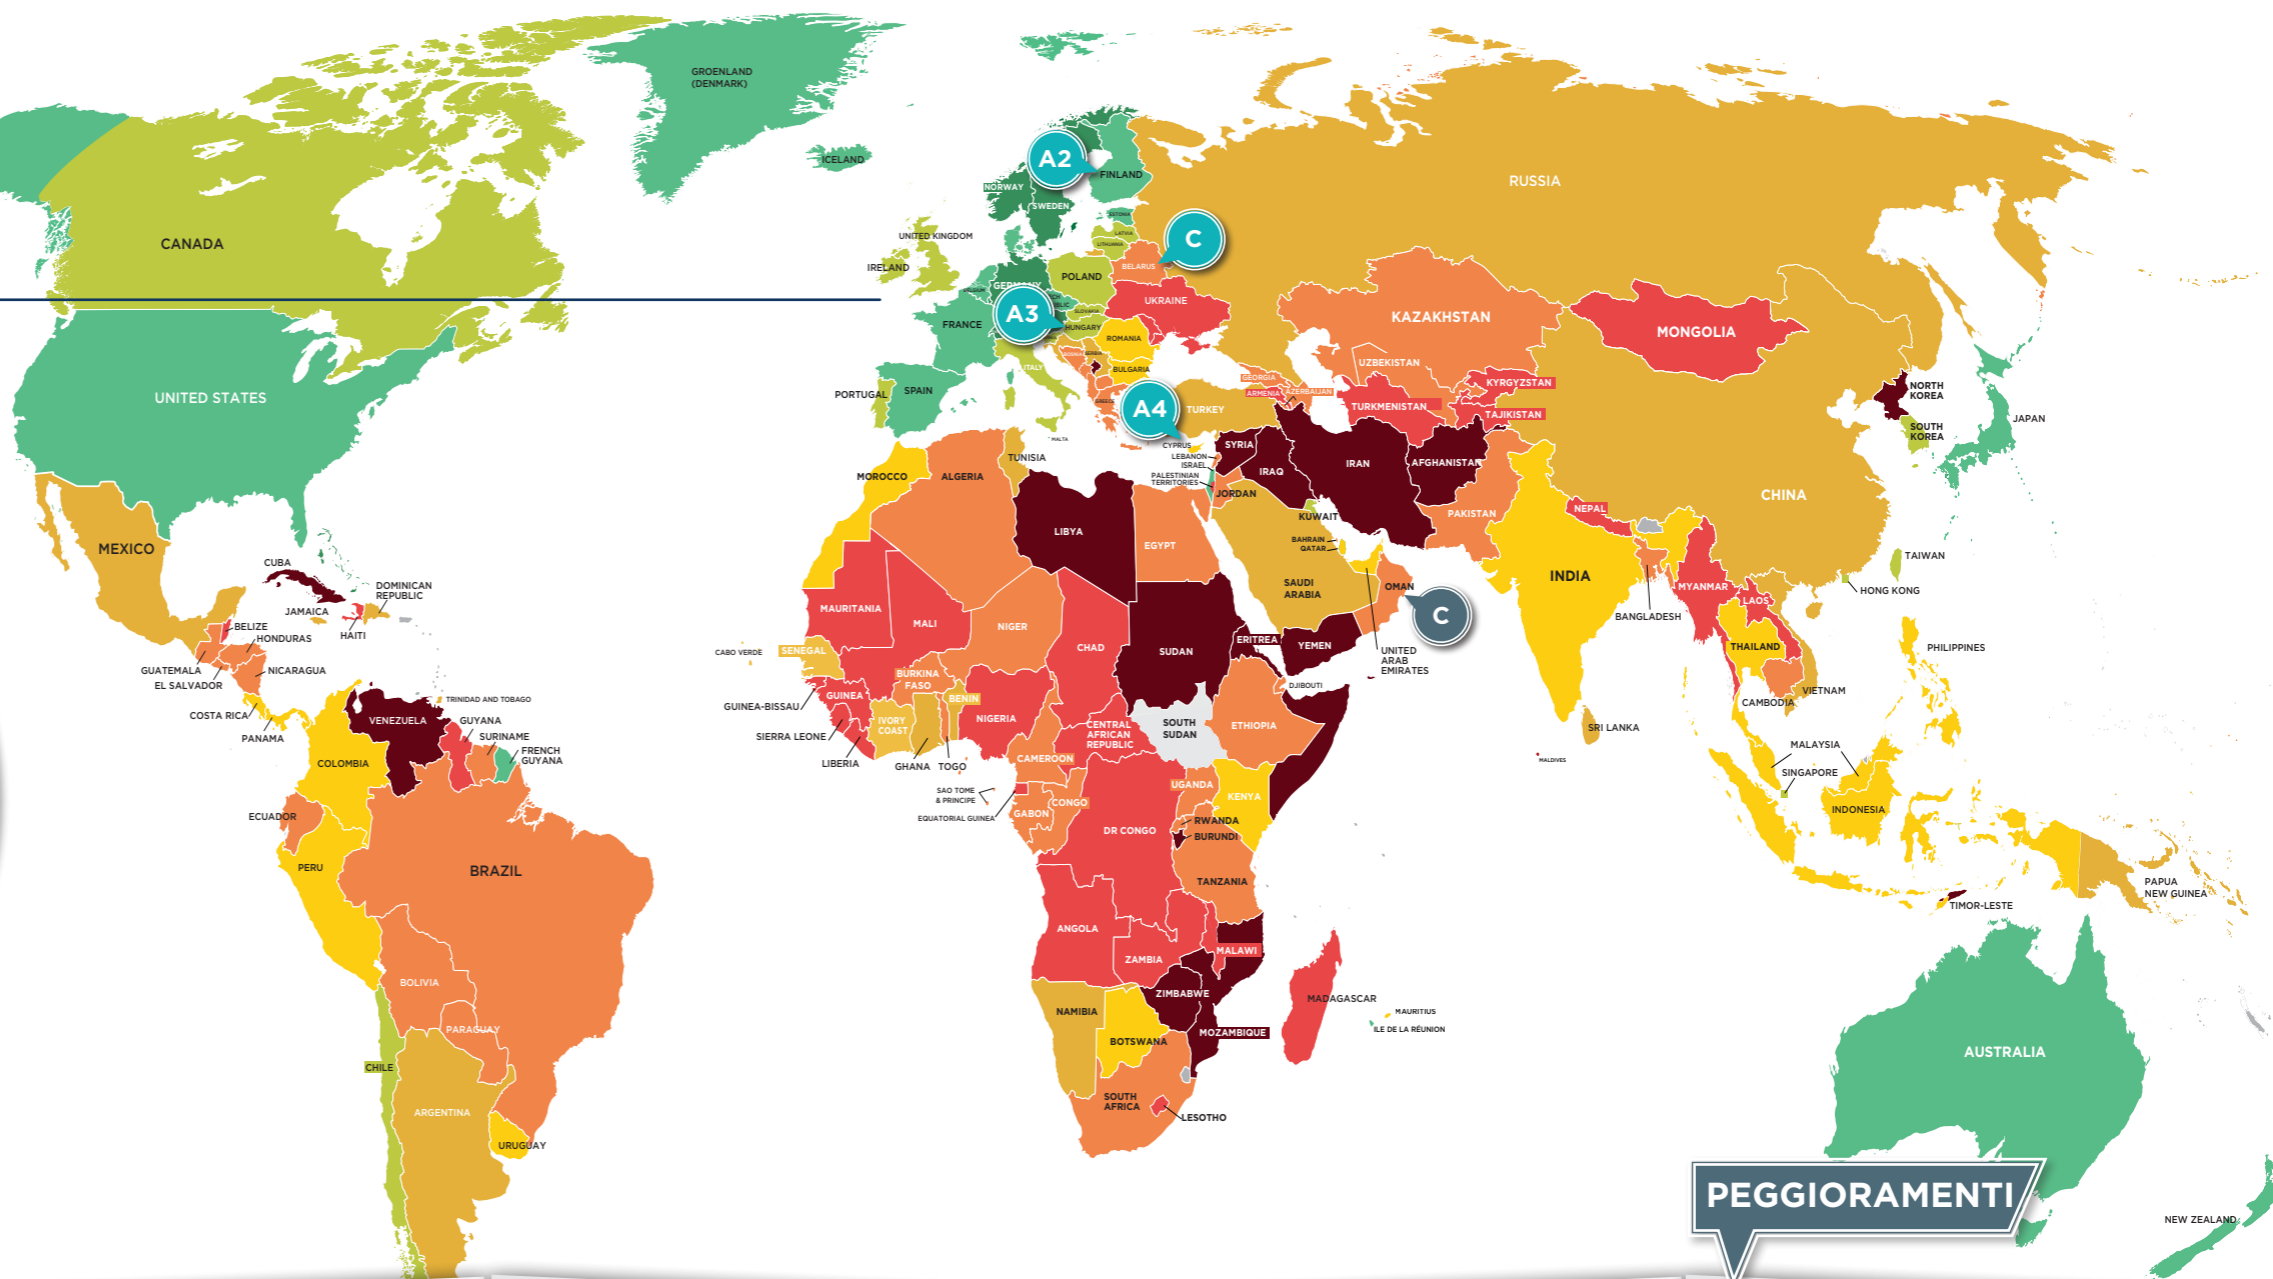 GROENLAND
(DENMARK)
ICELAND
A2
FINLAND
NORWAY
SWEDEN
RUSSIA
CANADA
UNITED KINGDOM
ESTONIA
LATVIA
LITHUANIA
C
BELARUS
IRELAND
POLAND
BELGIUM
GERMANY
UKRAINE
A3
SLOVAKIA
HUNGARY
FRANCE
ROMANIA
SERBIA
BULGARIA
ITALY
KAZAKHSTAN
MONGOLIA
UZBEKISTAN
GEORGIA
KYRGYZSTAN
ARMENIA
AZERBAIJAN
TURKMENISTAN
TAJIKISTAN
NORTH
KOREA
SOUTH
KOREA
JAPAN
UNITED STATES
PORTUGAL
SPAIN
GREECE
A4
TURKEY
MALTA
CYPRUS
SYRIA
LEBANON
ISRAEL
PALESTINIAN
TERRITORIES
IRAQ
IRAN
AFGHANISTAN
JORDAN
TUNISIA
MOROCCO
ALGERIA
KUWAIT
PAKISTAN
NEPAL
CHINA
LIBYA
EGYPT
BAHRAIN
QATAR
MEXICO
CUBA
DOMINICAN
REPUBLIC
JAMAICA
HAITI
BELIZE
HONDURAS
GUATEMALA
EL SALVADOR
NICARAGUA
COSTA RICA
PANAMA
SAUDI
ARABIA
OMAN
C
INDIA
TAIWAN
HONG KONG
MYANMAR
LAOS
BANGLADESH
MAURITANIA
MALI
NIGER
CHAD
SUDAN
ERITREA
YEMEN
UNITED
ARAB
EMIRATES
THAILAND
PHILIPPINES
CABO VERDE
SENEGAL
BURKINA
FASO
GUINEA
GUINEA-BISSAU
BENIN
DJIBOUTI
VIETNAM
CAMBODIA
SRI LANKA
TRINIDAD AND TOBAGO
VENEZUELA
GUYANA
SURINAME
FRENCH
GUYANA
COLOMBIA
SIERRA LEONE
LIBERIA
IVORY
COAST
GHANA
TOGO
NIGERIA
CENTRAL
AFRICAN
REPUBLIC
SOUTH
SUDAN
ETHIOPIA
CAMEROON
MALDIVES
MALAYSIA
SINGAPORE
INDONESIA
SAO TOME
& PRINCIPE
EQUATORIAL GUINEA
GABON
CONGO
UGANDA
KENYA
RWANDA
BURUNDI
DR CONGO
ECUADOR
PERU
BRAZIL
TANZANIA
PAPUA
NEW GUINEA
TIMOR-LESTE
ANGOLA
ZAMBIA
MALAWI
BOLIVIA
ZIMBABWE
MADAGASCAR
MAURITIUS
ILE DE LA RÉUNION
NAMIBIA
BOTSWANA
MOZAMBIQUE
PARAGUAY
CHILE
AUSTRALIA
SOUTH
AFRICA
LESOTHO
ARGENTINA
URUGUAY
PEGGIORAMENTI
NEW ZEALAND